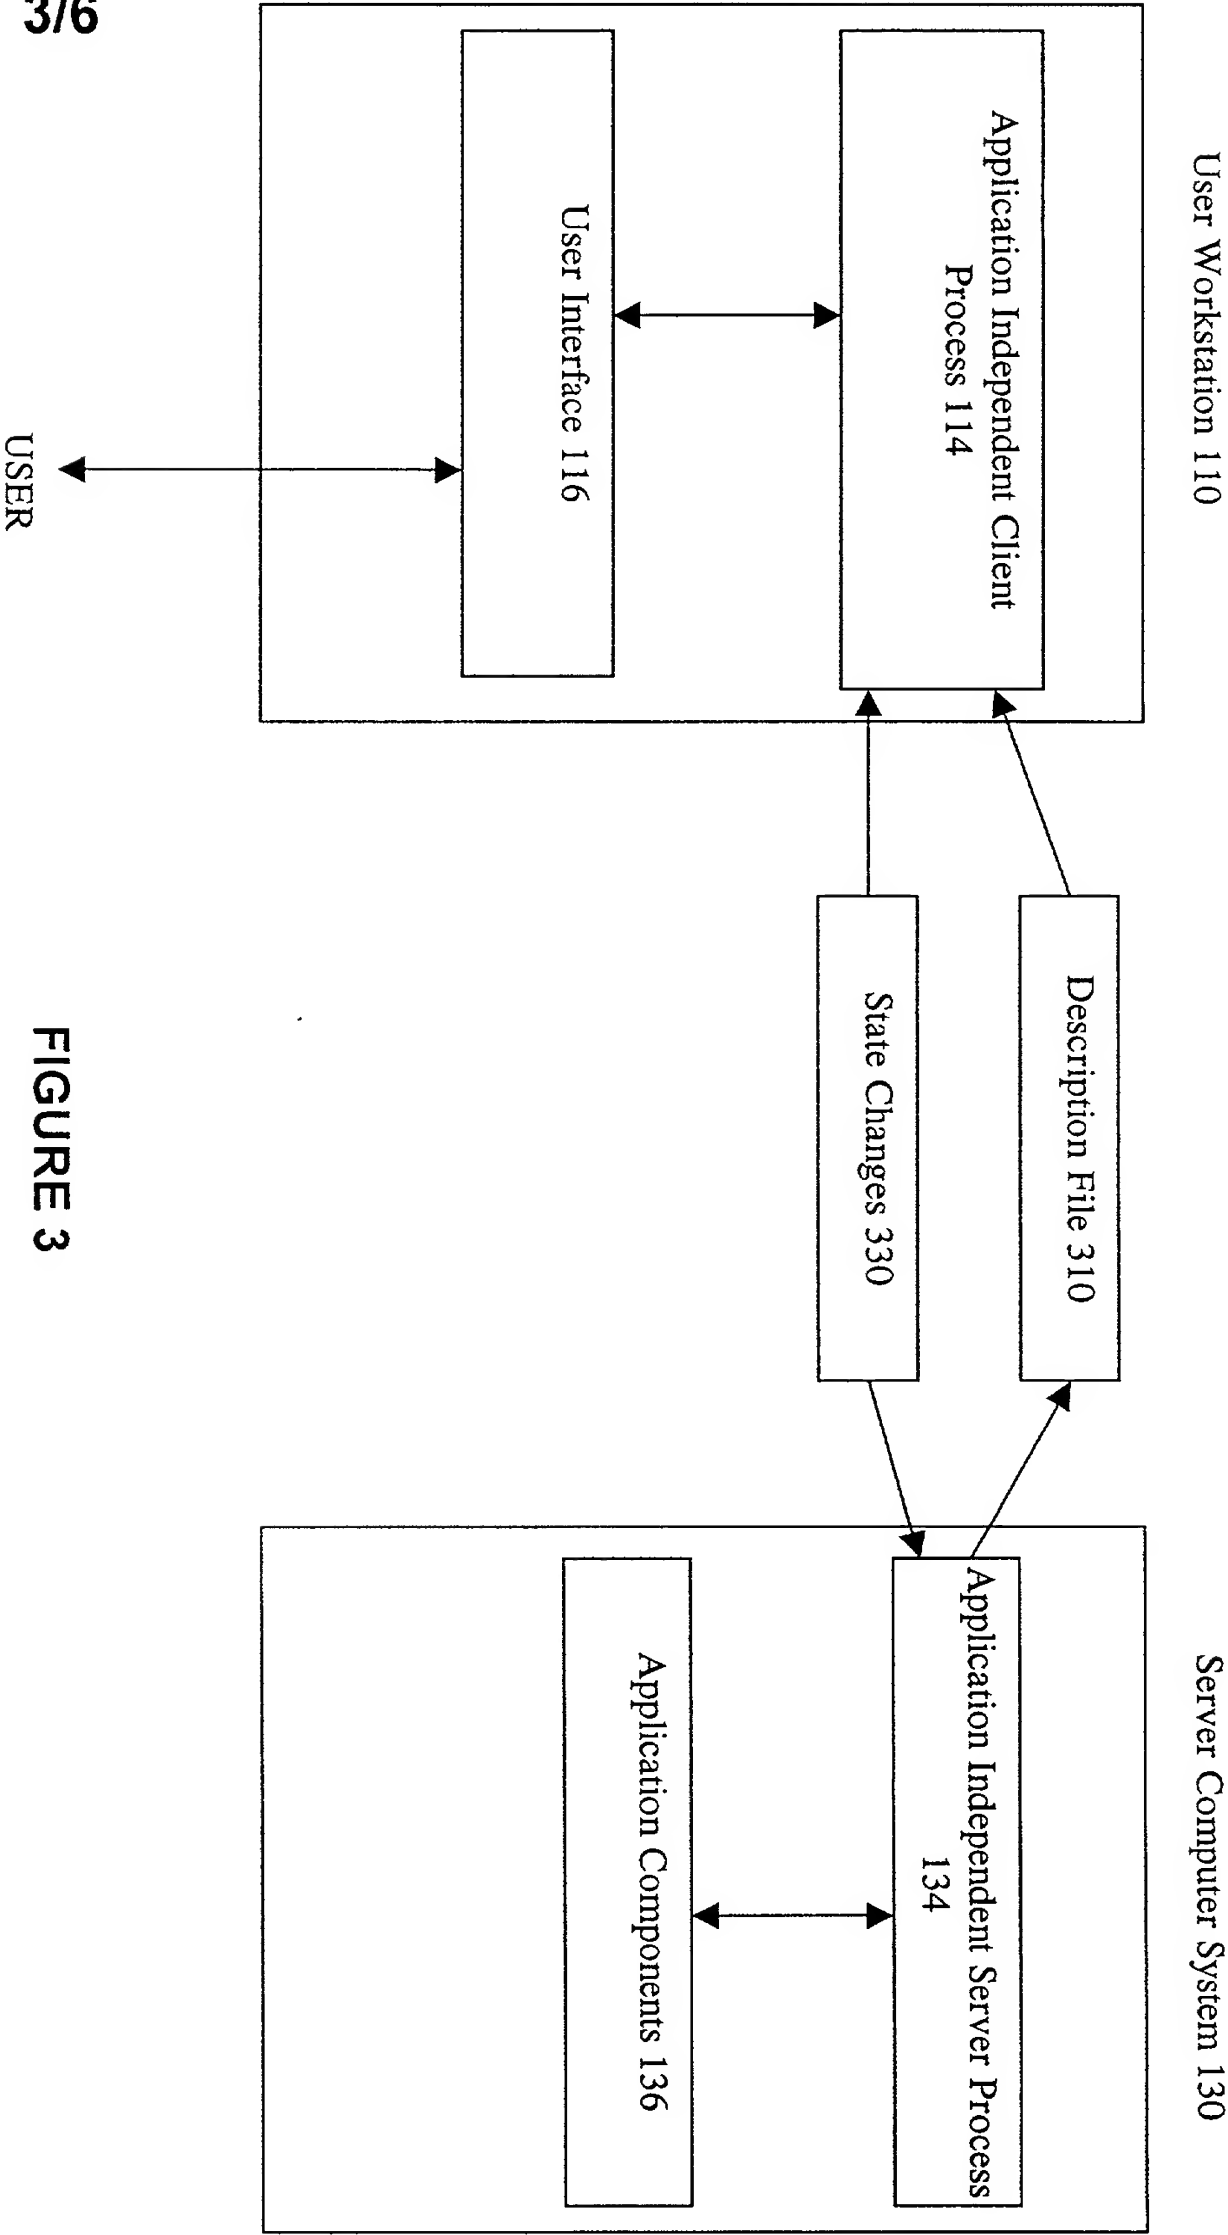 User Workstation 110
Server Computer System 130
Application Independent Client
Process 114
User Interface 116
USER
Description File 310
State Changes 330
Application Independent Server Process
134
Application Components 136
FIGURE 3
3/6